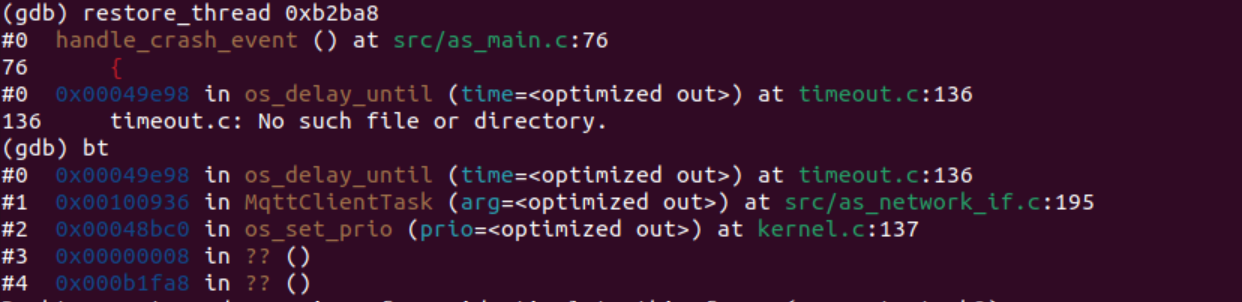 (gdb) restore_thread 0xb2ba8
#0  handle_crash_event () at src/as_main.c:76
76      {
#0  0x00049e98 in os_delay_until (time=<optimized out>) at timeout.c:136
136     timeout.c: No such file or directory.
(gdb) bt
#0  0x00049e98 in os_delay_until (time=<optimized out>) at timeout.c:136
#1  0x00100936 in MqttClientTask (arg=<optimized out>) at src/as_network_if.c:195
#2  0x00048bc0 in os_set_prio (prio=<optimized out>) at kernel.c:137
#3  0x00000008 in ?? ()
#4  0x000b1fa8 in ?? ()